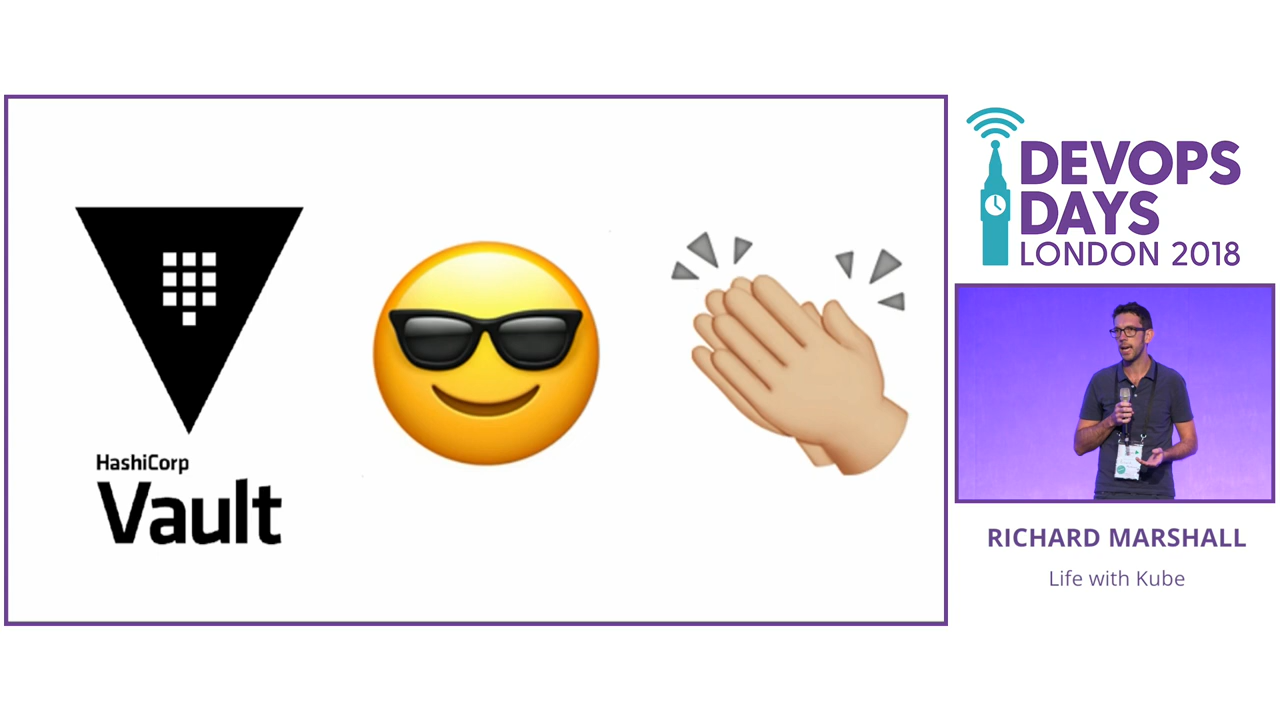 HashiCorp
Vault
DEVOPS
DAYS
LONDON 2018
RICHARD MARSHALL
Life with Kube